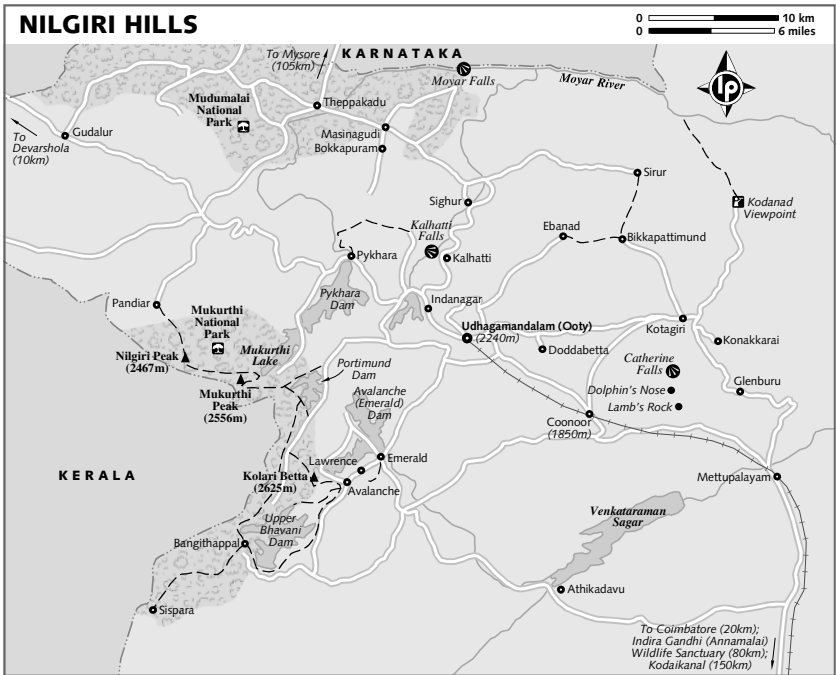 NILGIRI HILLS
0 10 km
0 6 miles
To Mysore
(105km)
KARNATAKA
Moyar Falls
Moyar River
lp
Mudumalai
National
Park
Theppakadu
To
Devarshola
(10km)
Gudalur
Masinagudi
Bokkapuram
Sighur
Sirur
Kodanad
Viewpoint
Kalhatti
Falls
Ebanad
Bikkapattimund
Pykhara
Kalhatti
Pykhara
Dam
Indanagar
Pandiar
Mukurthi
National
Park
Udhagamandalam (Ooty)
(2240m)
Kotagiri
Konakkarai
Nilgiri Peak
(2467m)
Mukurthi
Lake
Doddabetta
Portimund
Dam
Catherine
Falls
Mukurthi
Peak
(2556m)
Avalanche
(Emerald)
Dam
Dolphin's Nose
Glenburu
Lamb's Rock
Coonoor
(1850m)
KERALA
Lawrence
Emerald
Kolari Betta
(2625m)
Avalanche
Mettupalayam
Upper
Bhavani
Dam
Venkataraman
Sagar
Bangithappal
Athikadavu
Sispara
To Coimbatore (20km);
Indira Gandhi (Annamalai)
Wildlife Sanctuary (80km);
Kodaikanal (150km)